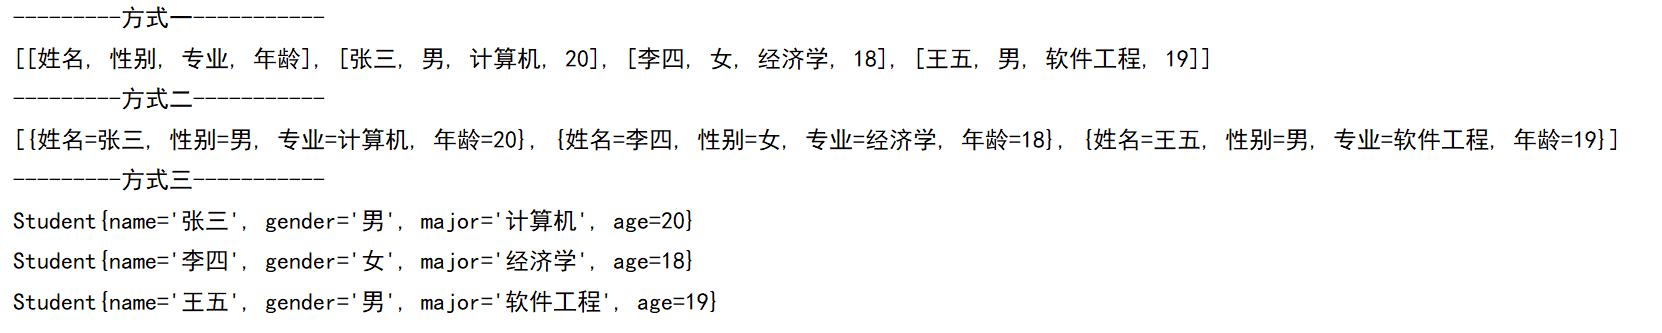 ---------方式一-----------
[[姓名, 性别, 专业, 年龄], [张三, 男, 计算机, 20], [李四, 女, 经济学, 18], [王五, 男, 软件工程, 19]]
---------方式二-----------
[{姓名=张三, 性别=男, 专业=计算机, 年龄=20}, {姓名=李四, 性别=女, 专业=经济学, 年龄=18}, {姓名=王五, 性别=男, 专业=软件工程, 年龄=19}]
---------方式三-----------
Student{name='张三', gender='男', major='计算机', age=20}
Student{name='李四', gender='女', major='经济学', age=18}
Student{name='王五', gender='男', major='软件工程', age=19}